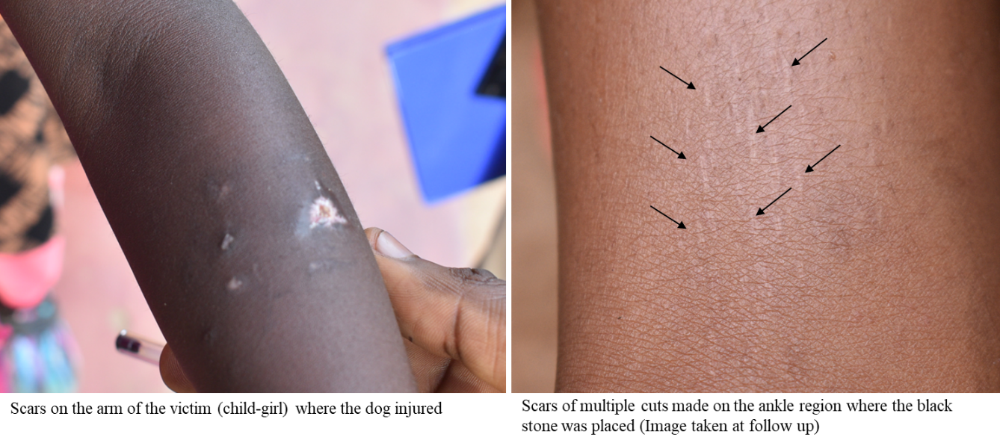 Scars on the arm of the victim (child-girl) where the dog injured
Scars of multiple cuts made on the ankle region where the black
stone was placed (Image taken at follow up)